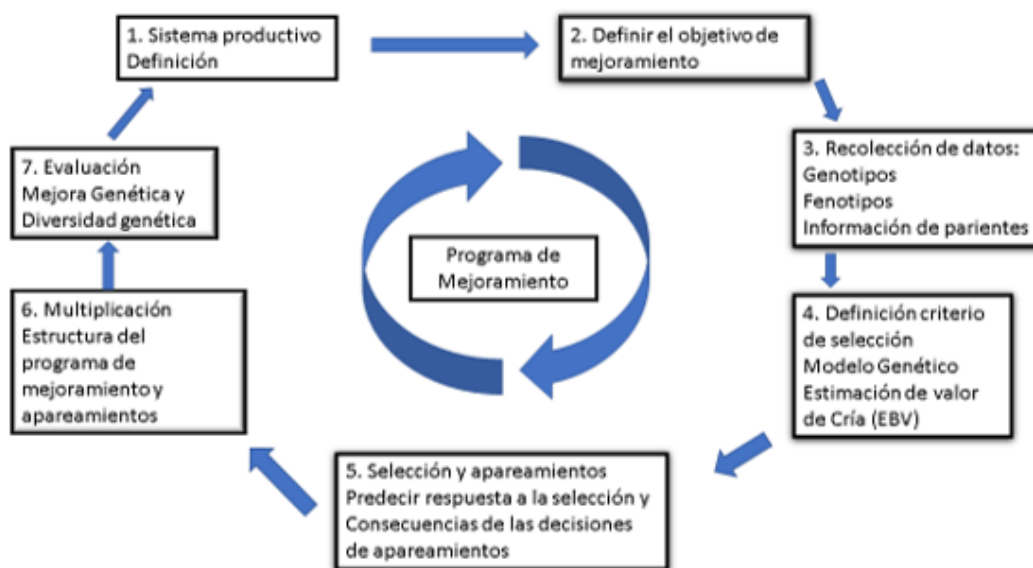 1. Sistema productivo
Definición
2. Definir el objetivo de
mejoramiento
3. Recolección de datos:
Genotipos
Fenotipos
Información de parientes
4. Definición criterio
de selección
Modelo Genético
Estimación de valor
de Cría (EBV)
5. Selección y apareamientos
Predecir respuesta a la selección y
Consecuencias de las decisiones
de apareamientos
6. Multiplicación
Estructura del
programa de
mejoramiento y
apareamientos
7. Evaluación
Mejora Genética y
Diversidad genética
Programa de
Mejoramiento